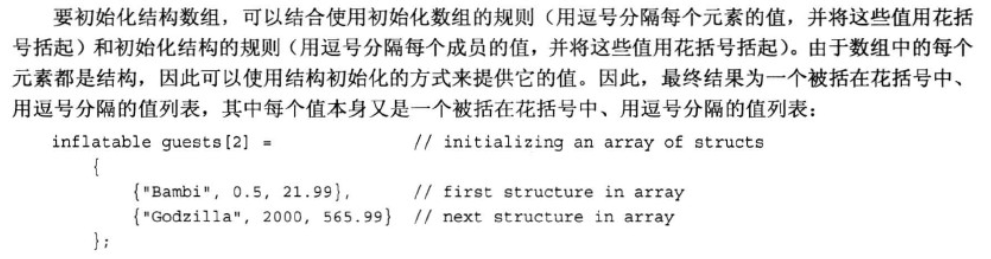 要初始化结构数组，可以结合使用初始化数组的规则（用逗号分隔每个元素的值，并将这些值用花括
号括起）和初始化结构的规则（用逗号分隔每个成员的值，并将这些值用花括号括起）。由于数组中的每个
元素都是结构，因此可以使用结构初始化的方式来提供它的值。因此，最终结果为一个被括在花括号中、
用逗号分隔的值列表，其中每个值本身又是一个被括在花括号中、用逗号分隔的值列表：
inflatable guests[2] = // initializing an array of structs
{
{"Bambi", 0.5, 21.99}, // first structure in array
{"Godzilla", 2000, 565.99} // next structure in array
};